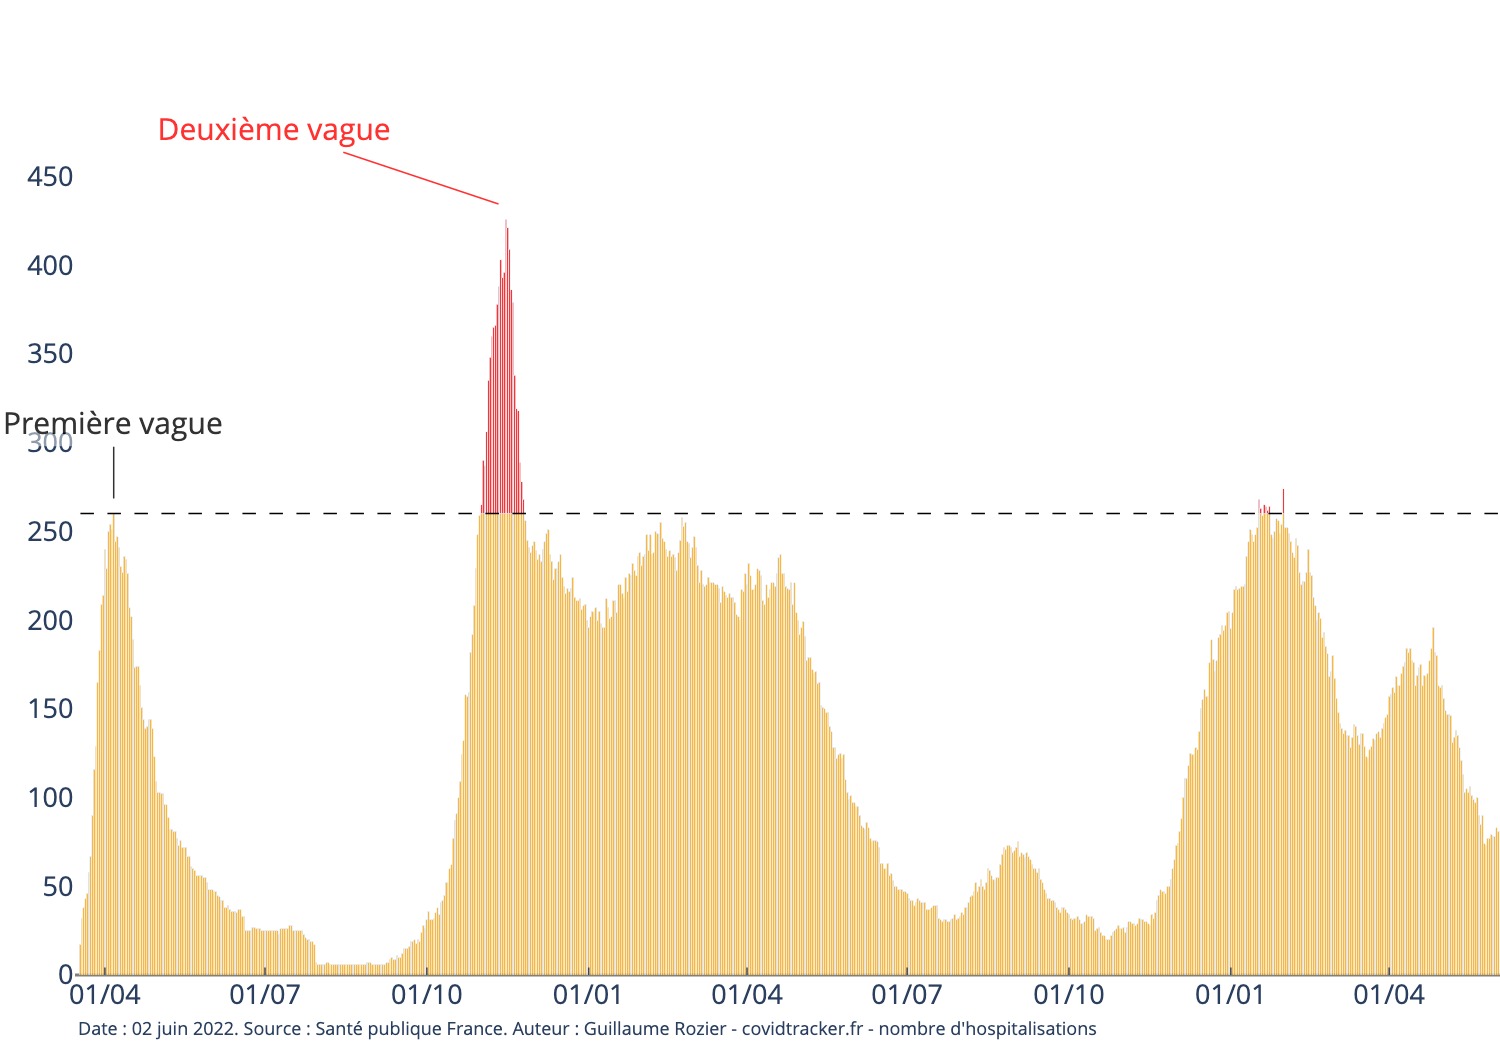 Deuxième vague
450
400
350
Première vague
300
250
200
150
100
50
0
01/04 01/07 01/10 01/01 01/04 01/07 01/10 01/01 01/04
Date : 02 juin 2022. Source : Santé publique France. Auteur : Guillaume Rozier - covidtracker.fr - nombre d'hospitalisations